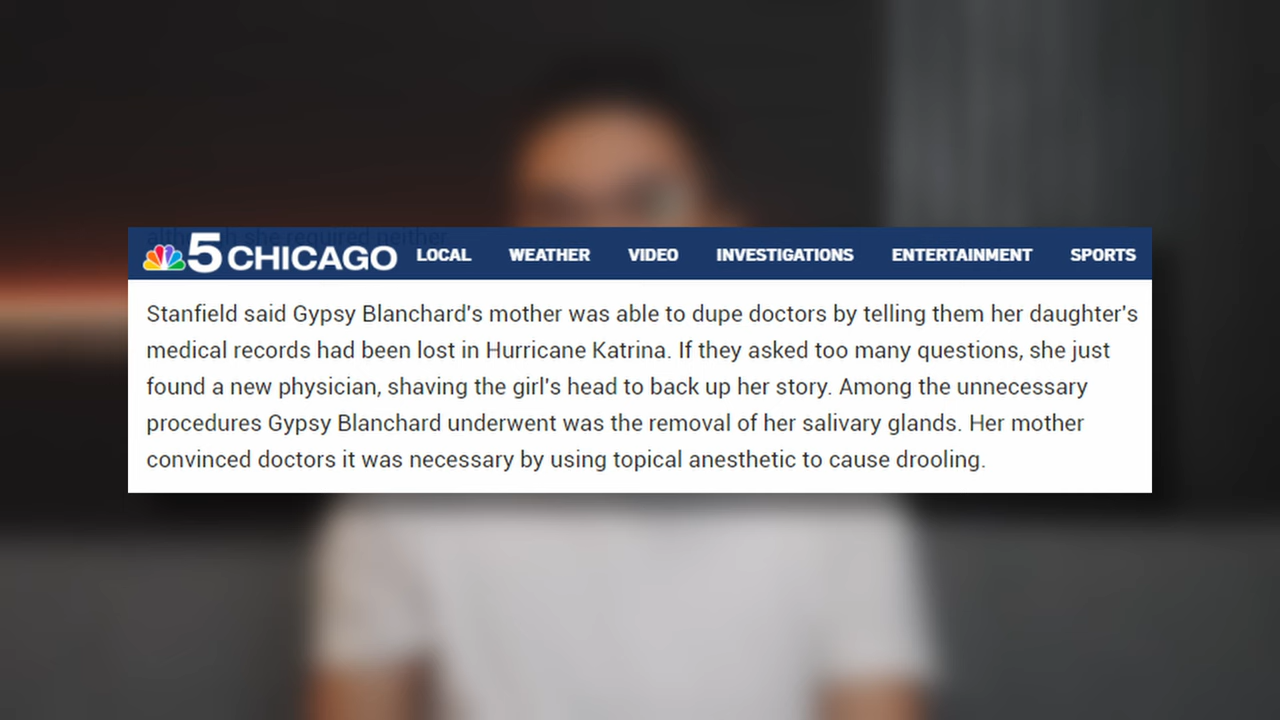 although she required neither.
5 CHICAGO LOCAL WEATHER VIDEO INVESTIGATIONS ENTERTAINMENT SPORTS
Stanfield said Gypsy Blanchard's mother was able to dupe doctors by telling them her daughter's
medical records had been lost in Hurricane Katrina. If they asked too many questions, she just
found a new physician, shaving the girl's head to back up her story. Among the unnecessary
procedures Gypsy Blanchard underwent was the removal of her salivary glands. Her mother
convinced doctors it was necessary by using topical anesthetic to cause drooling.